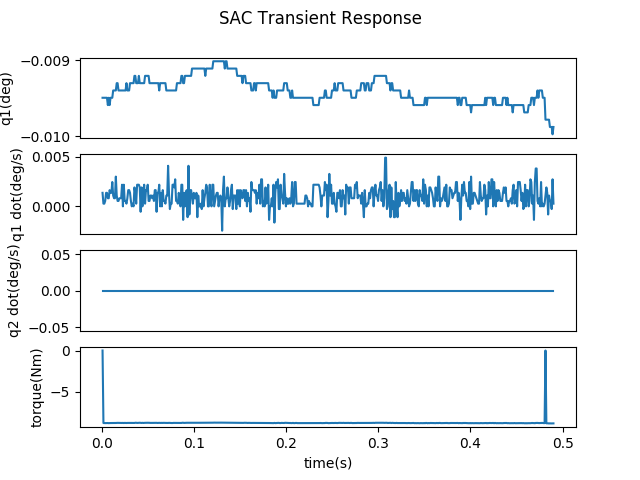 SAC Transient Response
−0.009
−0.010
q1(deg)
0.005
0.000
q1 dot(deg/s)
0.05
0.00
−0.05
q2 dot(deg/s)
0
−5
torque(Nm)
0.0 0.1 0.2 0.3 0.4 0.5
time(s)